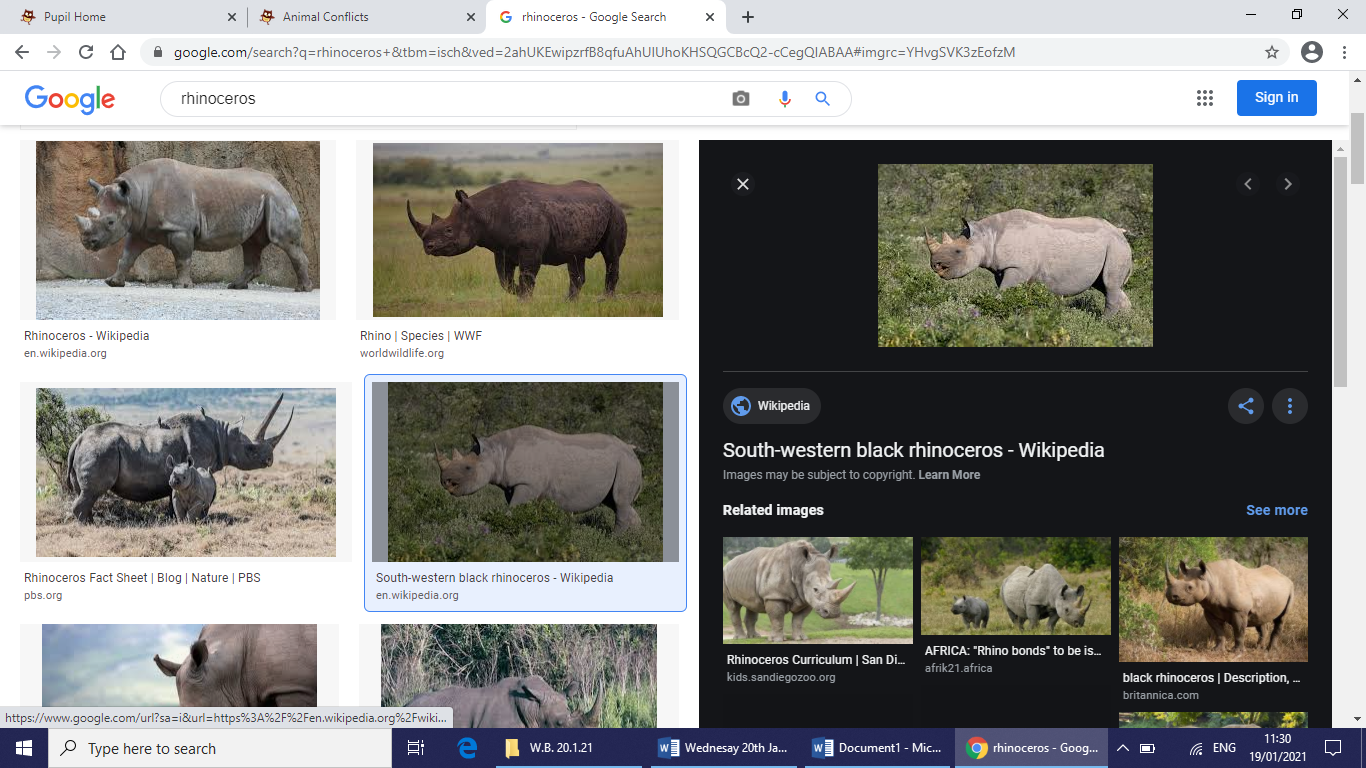 Pupil Home
Animal Conflicts
rhinoceros - Google Search
google.com/search?q=rhinoceros+&tbm=isch&ved=2ahUKEwipzrfB8qfuAhUIUhoKHSQGCBcQ2-cCegQIABAA#imgrc=YHvgSVK3zEofzM
Google
rhinoceros
Sign in
Rhinoceros - Wikipedia
en.wikipedia.org
Rhino | Species | WWF
worldwildlife.org
Rhinoceros Fact Sheet | Blog | Nature | PBS
pbs.org
South-western black rhinoceros - Wikipedia
en.wikipedia.org
Wikipedia
South-western black rhinoceros - Wikipedia
Images may be subject to copyright. Learn More
Related images
See more
Rhinoceros Curriculum | San Di...
kids.sandiegozoo.org
AFRICA: "Rhino bonds" to be is...
afrik21.africa
black rhinoceros | Description, ...
britannica.com
https://www.google.com/url?sa=i&url=https%3A%2F%2Fen.wikipedia.org%2Fwiki...
Type here to search
W.B. 20.1.21
Wednesay 20th Ja...
Document1 - Mic...
rhinoceros - Goog...
ENG
11:30
19/01/2021